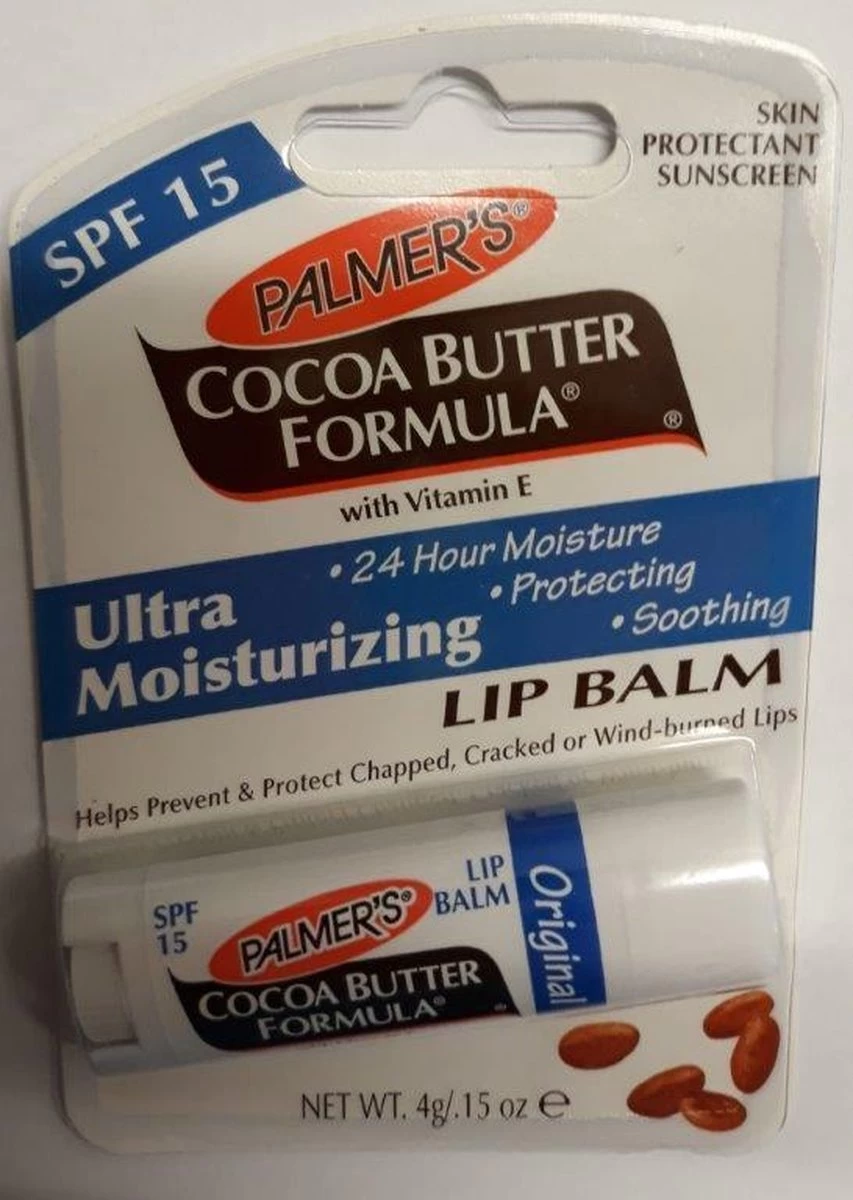 SKIN
PROTECTANT
SUNSCREEN
SPF 15
PALMER'S®
COCOA BUTTER
FORMULA®
®
with Vitamin E
Ultra
Moisturizing
• 24 Hour Moisture
• Protecting
• Soothing
LIP BALM
Helps Prevent & Protect Chapped, Cracked or Wind-burned Lips
SPF
15
PALMER'S®
COCOA BUTTER
FORMULA®
LIP
BALM
Original
NET WT. 4g/.15 oz ℮